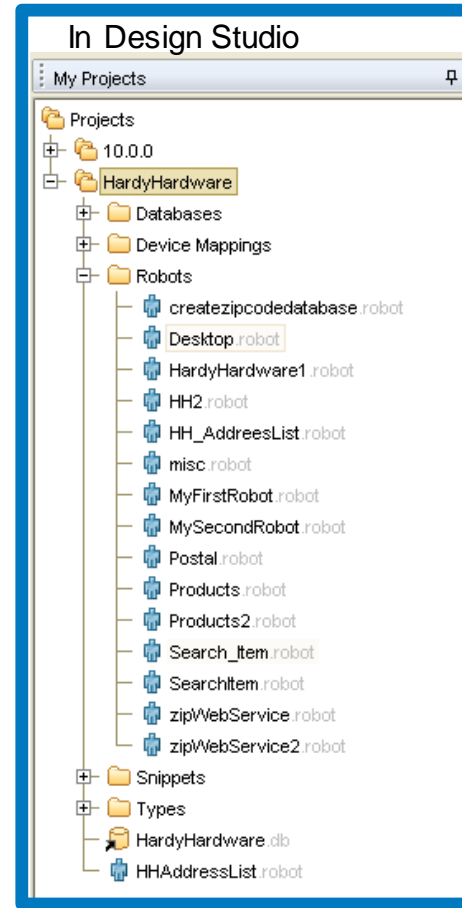 In Design Studio
My Projects
Projects
10.0.0
HardyHardware
Databases
Device Mappings
Robots
createzipcodedatabase.robot
Desktop.robot
HardyHardware1.robot
HH2.robot
HH_AddreesList.robot
misc.robot
MyFirstRobot.robot
MySecondRobot.robot
Postal.robot
Products.robot
Products2.robot
Search_Item.robot
SearchItem.robot
zipWebService.robot
zipWebService2.robot
Snippets
Types
HardyHardware.db
HHAddressList.robot